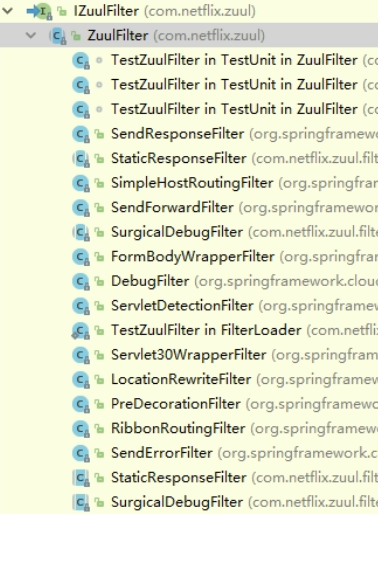 IZuulFilter (com.netflix.zuul)
ZuulFilter (com.netflix.zuul)
TestZuulFilter in TestUnit in ZuulFilter (co
TestZuulFilter in TestUnit in ZuulFilter (co
TestZuulFilter in TestUnit in ZuulFilter (co
SendResponseFilter (org.springframewo
StaticResponseFilter (com.netflix.zuul.filt
SimpleHostRoutingFilter (org.springfran
SendForwardFilter (org.springframewor
SurgicalDebugFilter (com.netflix.zuul.filte
FormBodyWrapperFilter (org.springfran
DebugFilter (org.springframework.cloud
ServletDetectionFilter (org.springframew
TestZuulFilter in FilterLoader (com.netfli
Servlet30WrapperFilter (org.springfram
LocationRewriteFilter (org.springframew
PreDecorationFilter (org.springframewo
RibbonRoutingFilter (org.springframewo
SendErrorFilter (org.springframework.c
StaticResponseFilter (com.netflix.zuul.filt
SurgicalDebugFilter (com.netflix.zuul.filte